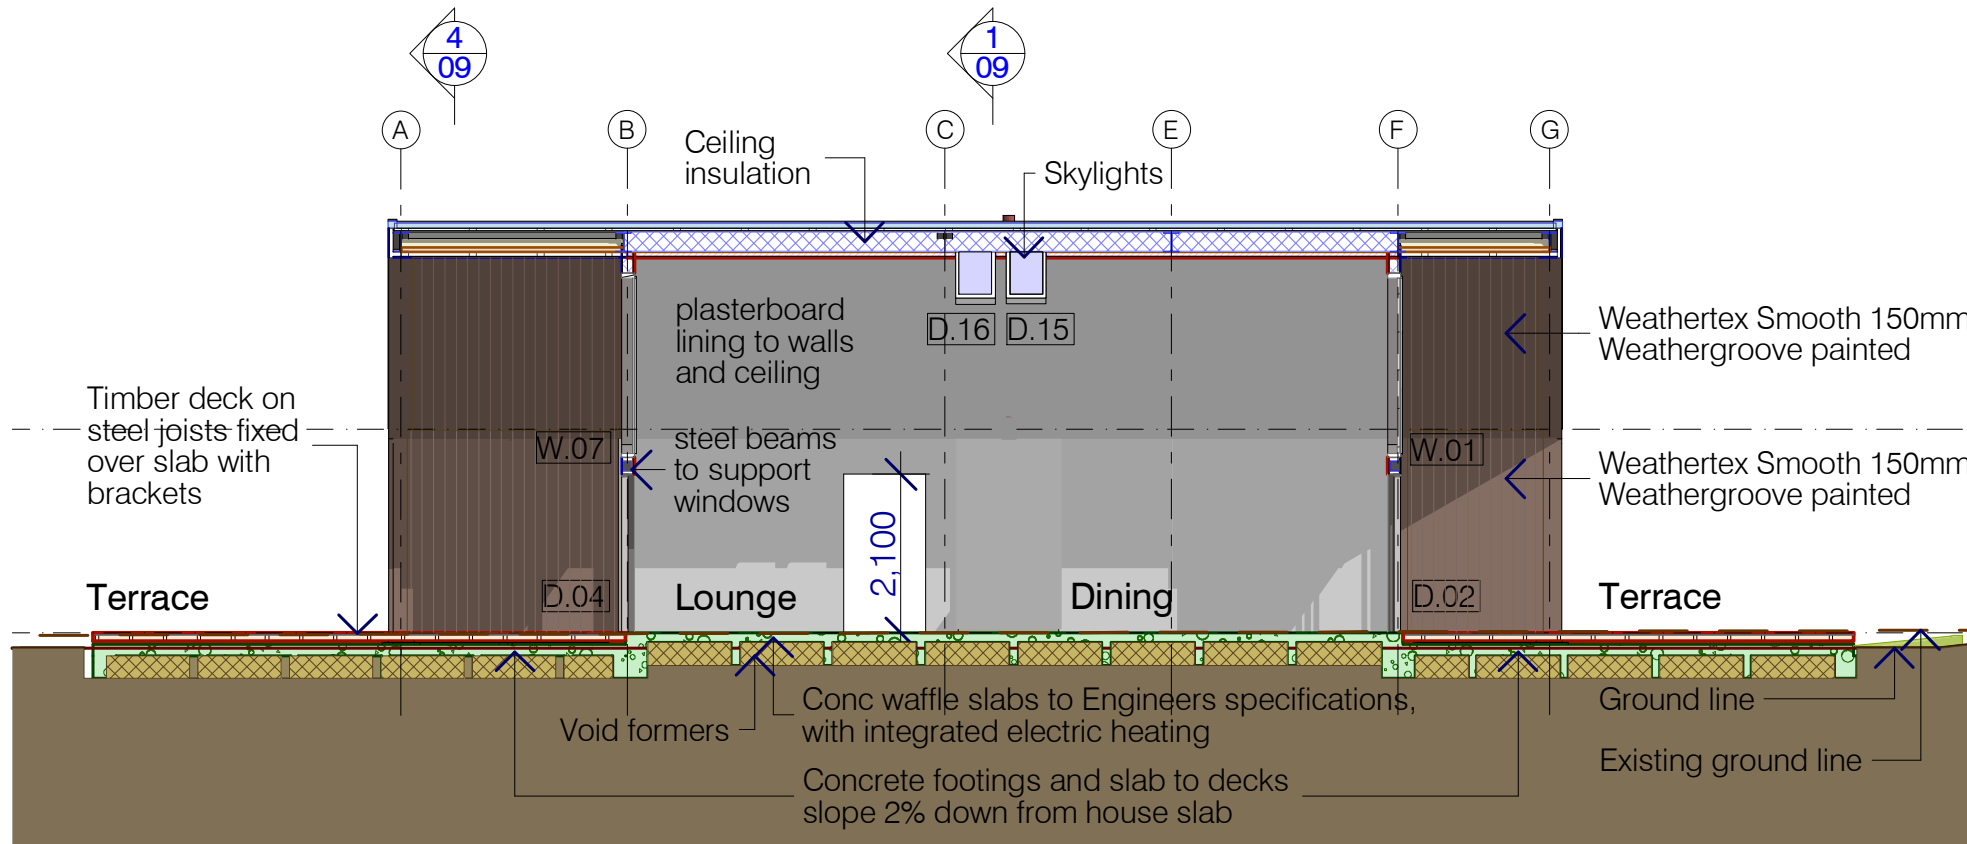 4
09
1
09
A
B
C
E
F
G
Ceiling
insulation
Skylights
plasterboard
lining to walls
and ceiling
D.16
D.15
Weathertex Smooth 150mm
Weathergroove painted
Timber deck on
steel joists fixed
over slab with
brackets
W.07
steel beams
to support
windows
W.01
Weathertex Smooth 150mm
Weathergroove painted
2,100
Terrace
D.04
Lounge
Dining
D.02
Terrace
Void formers
Conc waffle slabs to Engineers specifications,
with integrated electric heating
Ground line
Existing ground line
Concrete footings and slab to decks
slope 2% down from house slab